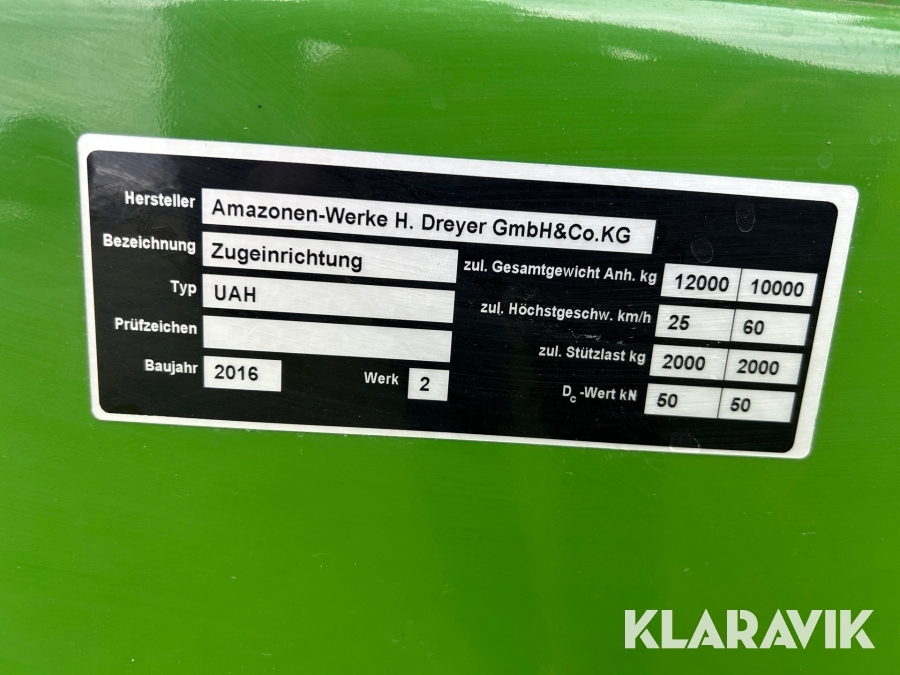 Hersteller Amazonen-Werke H. Dreyer GmbH&Co.KG
Bezeichnung Zugeinrichtung
Typ UAH
Prüfzeichen
Baujahr 2016 Werk 2
zul. Gesamtgewicht Anh. kg 12000 10000
zul. Höchstgeschw. km/h 25 60
zul. Stützlast kg 2000 2000
Dc -Wert kN 50 50
KLARAVIK